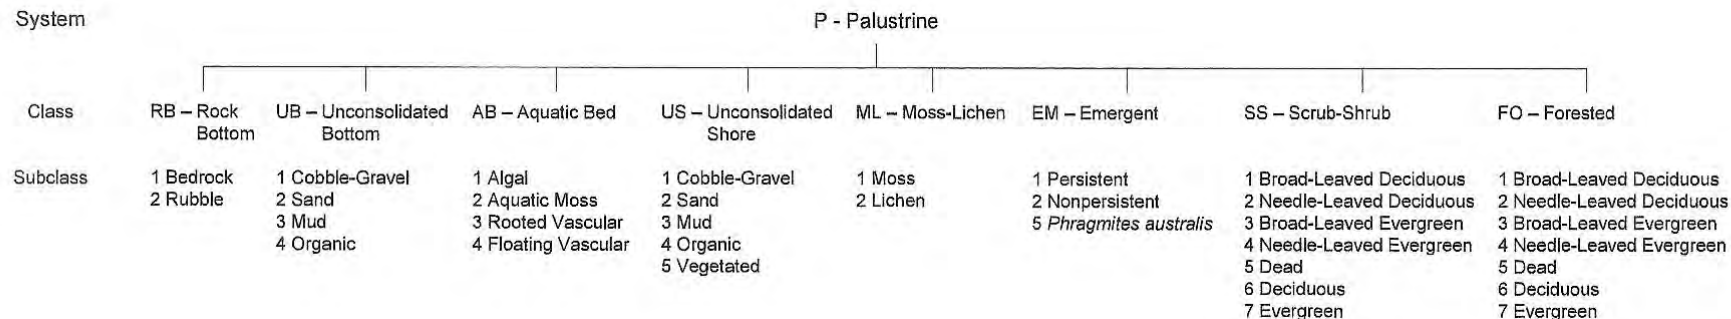 System
P - Palustrine
Class
RB – Rock Bottom
UB – Unconsolidated Bottom
AB – Aquatic Bed
US – Unconsolidated Shore
ML – Moss-Lichen
EM – Emergent
SS – Scrub-Shrub
FO – Forested
Subclass
1 Bedrock
2 Rubble
1 Cobble-Gravel
2 Sand
3 Mud
4 Organic
1 Algal
2 Aquatic Moss
3 Rooted Vascular
4 Floating Vascular
1 Cobble-Gravel
2 Sand
3 Mud
4 Organic
5 Vegetated
1 Moss
2 Lichen
1 Persistent
2 Nonpersistent
5 Phragmites australis
1 Broad-Leaved Deciduous
2 Needle-Leaved Deciduous
3 Broad-Leaved Evergreen
4 Needle-Leaved Evergreen
5 Dead
6 Deciduous
7 Evergreen
1 Broad-Leaved Deciduous
2 Needle-Leaved Deciduous
3 Broad-Leaved Evergreen
4 Needle-Leaved Evergreen
5 Dead
6 Deciduous
7 Evergreen